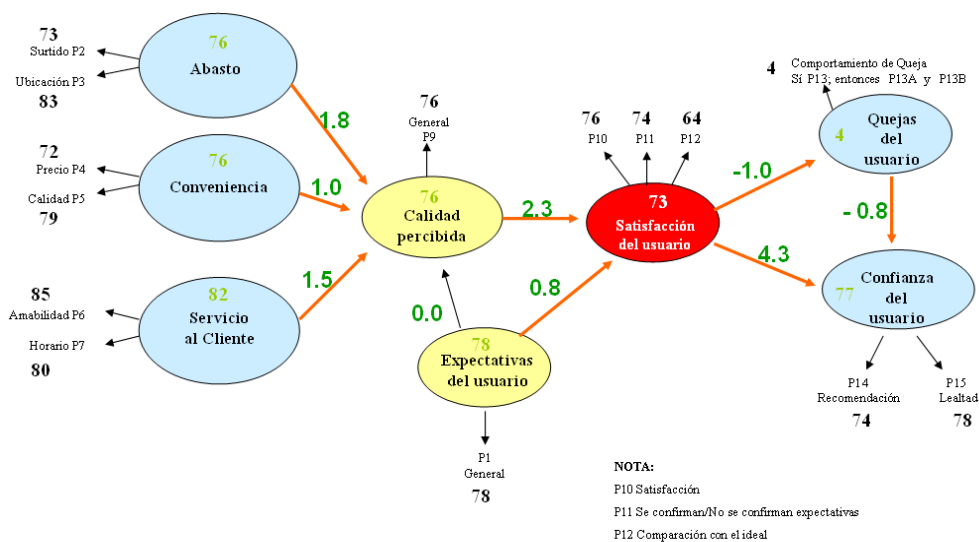 73
Surtido P2
Ubicación P3
83
76
Abasto
1.8
72
Precio P4
Calidad P5
79
76
Conveniencia
1.0
85
Amabilidad P6
Horario P7
80
82
Servicio
al Cliente
1.5
76
General
P9
76
Calidad
percibida
2.3
0.0
78
Expectativas
del usuario
0.8
P1
General
78
76
P10
74
P11
64
P12
73
Satisfacción
del usuario
-1.0
4.3
4
Comportamiento de Queja
Sí P13; entonces P13A y P13B
4
Quejas
del
usuario
- 0.8
77
Confianza
del
usuario
P14
Recomendación
74
P15
Lealtad
78
NOTA:
P10 Satisfacción
P11 Se confirman/No se confirman expectativas
P12 Comparación con el ideal